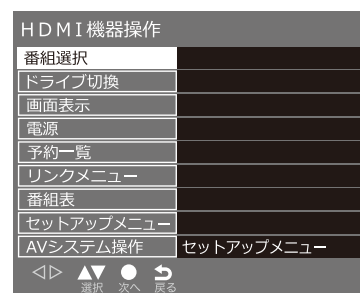 HDMI機器操作
番組選択
ドライブ切換
画面表示
電源
予約一覧
リンクメニュー
番組表
セットアップメニュー
AVシステム操作 セットアップメニュー
選択 次へ 戻る